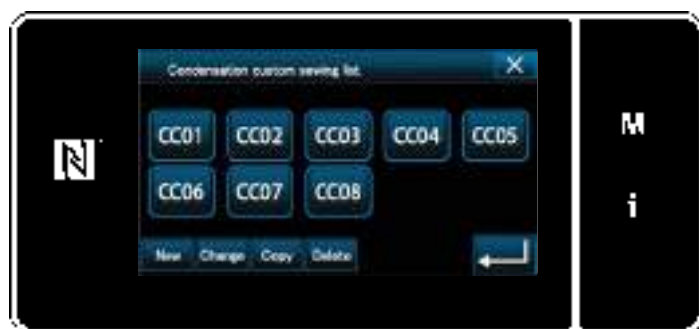 Condensation custom sewing list.
CC01 CC02 CC03 CC04 CC05
CC06 CC07 CC08
New Change Copy Delete
M
i